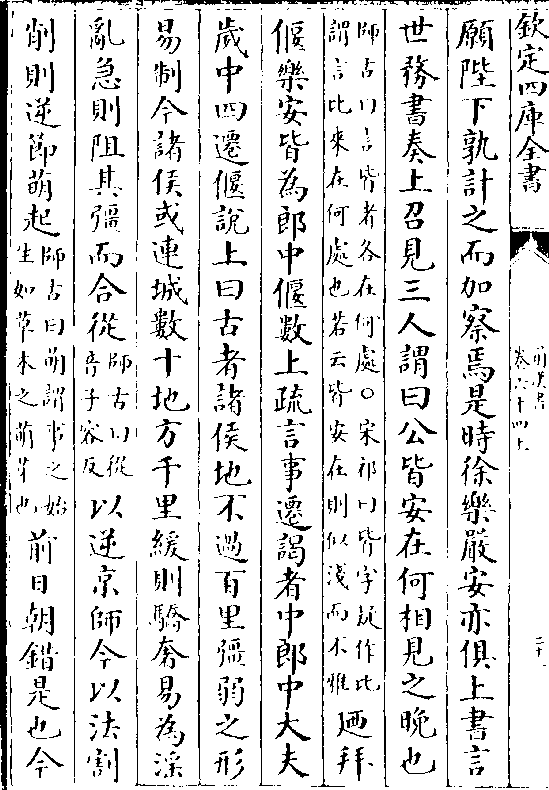 欽定四庫全書
前漢書
卷六十四上
願陛下孰計之而加察焉是時徐樂嚴安亦俱上書言
世務書奏上召見三人謂曰公皆安在何相見之晚也
師古曰言皆者各在何處○宋祁曰皆字疑作比
謂言比來在何處也若云皆安在則似淺而不雅
廼拜
偃樂安皆為郎中偃數上疏言事遷謁者中郎中大夫
歲中四遷偃說上曰古者諸侯地不過百里彊弱之形
易制今諸侯或連城數十地方千里緩則驕奢易為淫
亂急則阻其彊而合從
師古曰從
音子容反
以逆京師今以法割
削則逆節萌起
師古曰萌謂事之始
生如草木之萌芽也
前日朝錯是也今